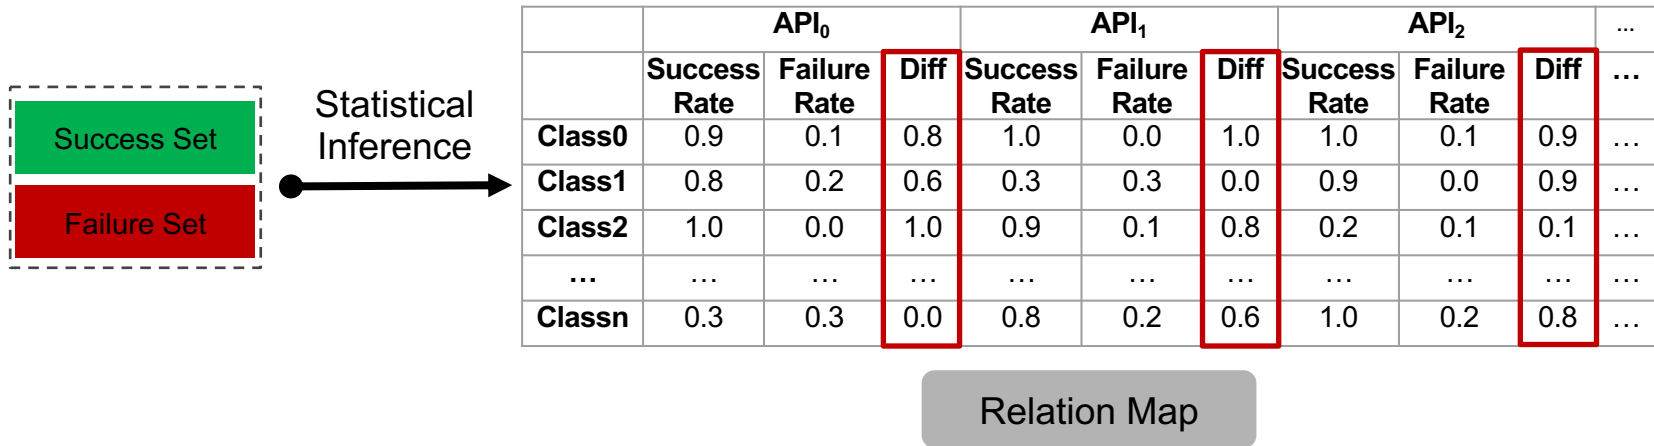 Success Set
Failure Set
Statistical
Inference
API₀ API₁ API₂ ...
Success Rate Failure Rate Diff Success Rate Failure Rate Diff Success Rate Failure Rate Diff ...
Class0 0.9 0.1 0.8 1.0 0.0 1.0 1.0 0.1 0.9 ...
Class1 0.8 0.2 0.6 0.3 0.3 0.0 0.9 0.0 0.9 ...
Class2 1.0 0.0 1.0 0.9 0.1 0.8 0.2 0.1 0.1 ...
... ... ... ... ... ... ... ... ... ... ...
Classn 0.3 0.3 0.0 0.8 0.2 0.6 1.0 0.2 0.8 ...
Relation Map